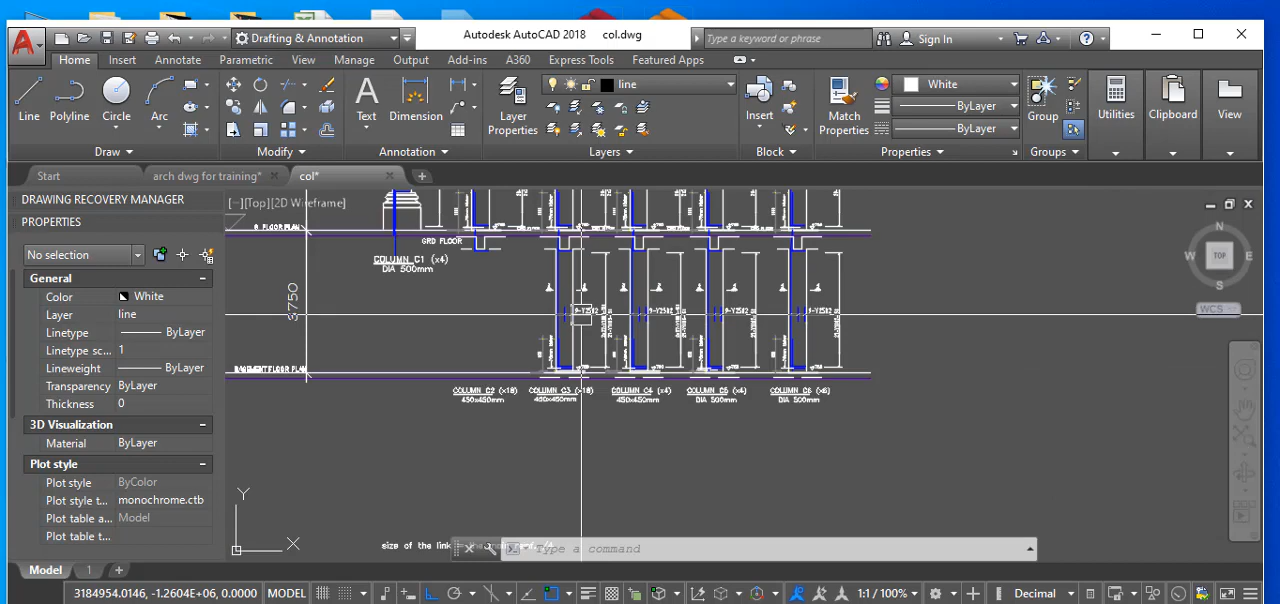 Drafting & Annotation
Autodesk AutoCAD 2018 col.dwg
Type a keyword or phrase
Sign In
Home Insert Annotate Parametric View Manage Output Add-ins A360 Express Tools Featured Apps
Line Polyline Circle Arc
Text Dimension
Layer Properties
line
Insert
Match Properties
White
ByLayer
ByLayer
Group
Utilities
Clipboard
View
Draw Modify Annotation Layers Block Properties Groups
Start arch dwg for training* col*
DRAWING RECOVERY MANAGER
PROPERTIES
No selection
General
Color White
Layer line
Linetype ByLayer
Linetype sc... 1
Lineweight ByLayer
Transparency ByLayer
Thickness 0
3D Visualization
Material ByLayer
Plot style
Plot style ByColor
Plot style t... monochrome.ctb
Plot table a... Model
Plot table t...
[−][Top][2D Wireframe]
N
W TOP E
S
WCS
G FLOOR PLAN
GRD FLOOR
COLUMN C1 (x4)
DIA 500mm
3.750
BASEMENT FLOOR PLAN
COLUMN C2 (x18) COLUMN C3 (x18) COLUMN C4 (x4) COLUMN C5 (x4) COLUMN C6 (x6)
450x450mm 450x450mm 450x450mm DIA 500mm DIA 500mm
Y
X
size of the link
Type a command
Model 1
3184954.0146, -1.2604E+06, 0.0000 MODEL 1:1 / 100% Decimal